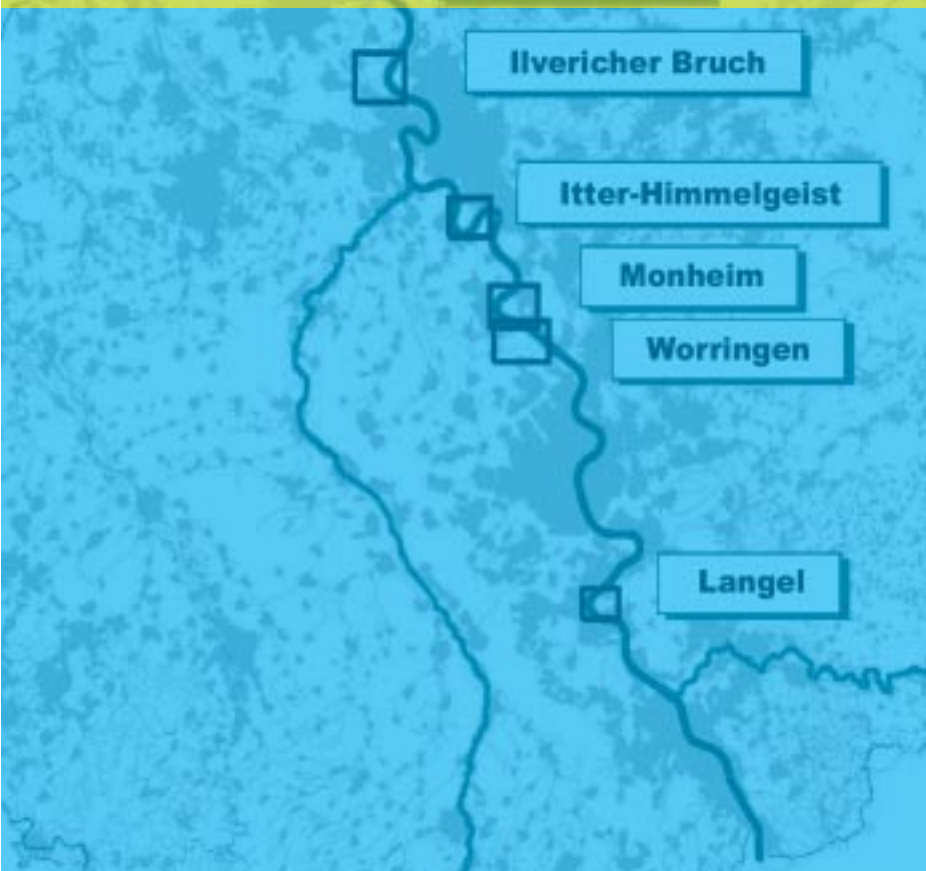 Ilvericher Bruch
Itter-Himmelgeist
Monheim
Worringen
Langel